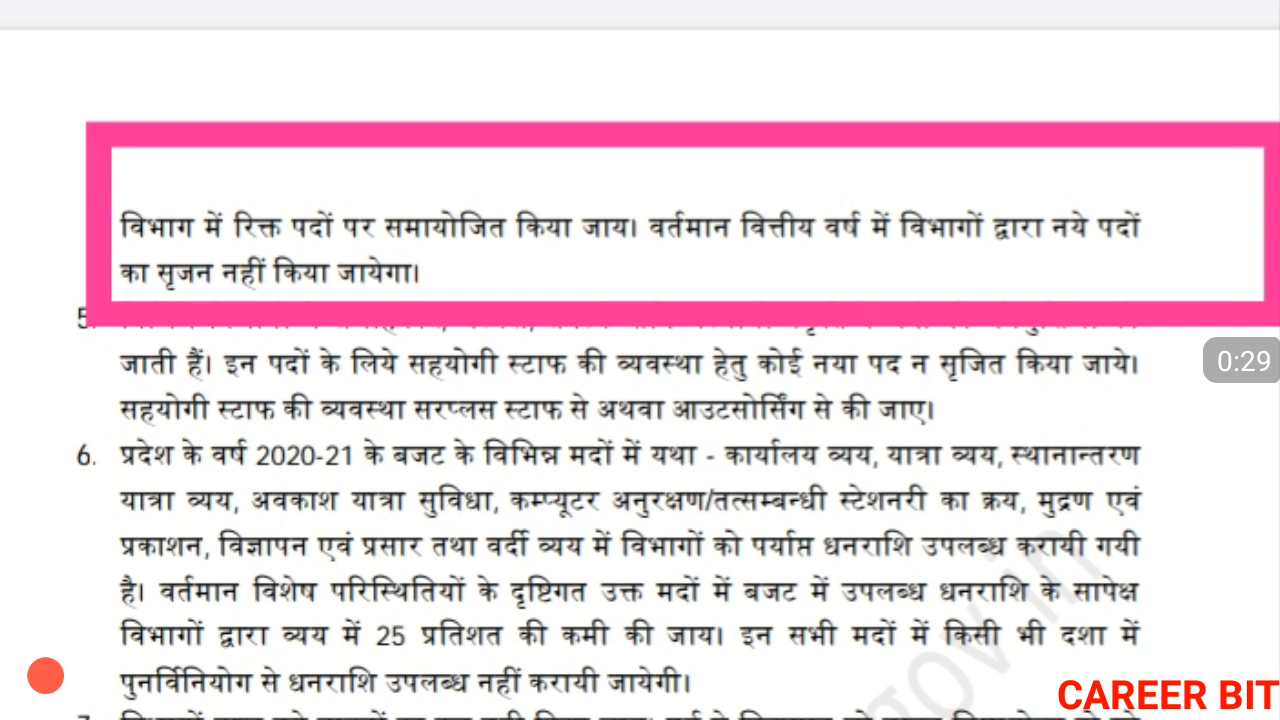 विभाग में रिक्त पदों पर समायोजित किया जाय। वर्तमान वित्तीय वर्ष में विभागों द्वारा नये पदों
का सृजन नहीं किया जायेगा।
5.
जाती हैं। इन पदों के लिये सहयोगी स्टाफ की व्यवस्था हेतु कोई नया पद न सृजित किया जाये।
0:29
सहयोगी स्टाफ की व्यवस्था सरप्लस स्टाफ से अथवा आउटसोर्सिंग से की जाए।
6. प्रदेश के वर्ष 2020-21 के बजट के विभिन्न मदों में यथा - कार्यालय व्यय, यात्रा व्यय, स्थानान्तरण
यात्रा व्यय, अवकाश यात्रा सुविधा, कम्प्यूटर अनुरक्षण/तत्सम्बन्धी स्टेशनरी का क्रय, मुद्रण एवं
प्रकाशन, विज्ञापन एवं प्रसार तथा वर्दी व्यय में विभागों को पर्याप्त धनराशि उपलब्ध करायी गयी
है। वर्तमान विशेष परिस्थितियों के दृष्टिगत उक्त मदों में बजट में उपलब्ध धनराशि के सापेक्ष
विभागों द्वारा व्यय में 25 प्रतिशत की कमी की जाय। इन सभी मदों में किसी भी दशा में
पुनर्विनियोग से धनराशि उपलब्ध नहीं करायी जायेगी।
gov.in
CAREER BIT